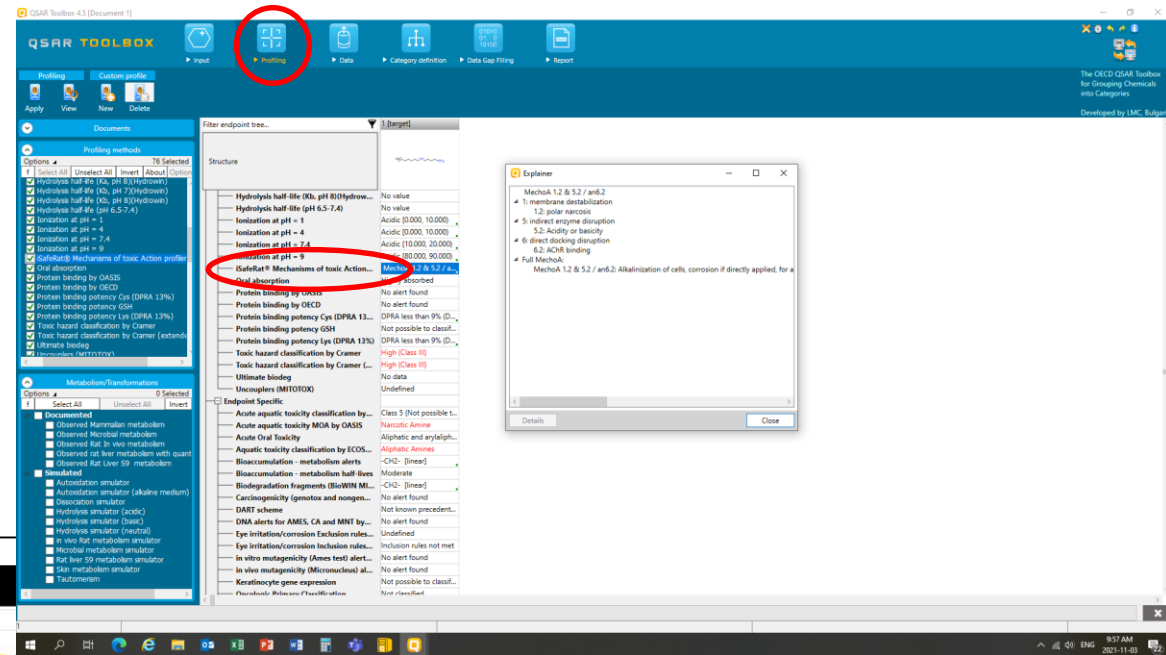 QSAR Toolbox 4.5 [Document 1]
QSAR TOOLBOX
Input
Profiling
Data
Category definition
01010
01 0
10100
Data Gap Filling
Report
The OECD QSAR Toolbox
for Grouping Chemicals
into Categories
Developed by LMC, Bulgar
Profiling
Custom profile
Apply View New Delete
Documents
Profiling methods
Options 76 Selected
f Select All Unselect All Invert About Option
Hydrolysis half-life (Ka, pH 8)(Hydrowin)
Hydrolysis half-life (Kb, pH 7)(Hydrowin)
Hydrolysis half-life (Kb, pH 8)(Hydrowin)
Hydrolysis half-life (pH 6.5-7.4)
Ionization at pH = 1
Ionization at pH = 4
Ionization at pH = 7.4
Ionization at pH = 9
iSafeRat® Mechanisms of toxic Action profiler
Oral absorption
Protein binding by OASIS
Protein binding by OECD
Protein binding potency Cys (DPRA 13%)
Protein binding potency GSH
Protein binding potency Lys (DPRA 13%)
Toxic hazard classification by Cramer
Toxic hazard classification by Cramer (extende
Ultimate biodeg
Uncouplers (MITOTOX)
Metabolism/Transformations
Options 0 Selected
f Select All Unselect All Invert
Documented
Observed Mammalian metabolism
Observed Microbial metabolism
Observed Rat In vivo metabolism
Observed rat liver metabolism with quant
Observed Rat Liver S9 metabolism
Simulated
Autoxidation simulator
Autoxidation simulator (alkaline medium)
Dissociation simulator
Hydrolysis simulator (acidic)
Hydrolysis simulator (basic)
Hydrolysis simulator (neutral)
in vivo Rat metabolism simulator
Microbial metabolism simulator
Rat liver S9 metabolism simulator
Skin metabolism simulator
Tautomerism
Filter endpoint tree... 1 [target]
Structure
Hydrolysis half-life (Kb, pH 8)(Hydrow... No value
Hydrolysis half-life (pH 6.5-7.4) No value
Ionization at pH = 1 Acidic [0.000, 10.000)
Ionization at pH = 4 Acidic [0.000, 10.000)
Ionization at pH = 7.4 Acidic [10.000, 20.000)
Ionization at pH = 9 [80.000, 90.000)
iSafeRat® Mechanisms of toxic Action... MechoA 1.2 & 5.2 / a...
Oral absorption absorbed
Protein binding by OASIS No alert found
Protein binding by OECD No alert found
Protein binding potency Cys (DPRA 13... DPRA less than 9% (D...
Protein binding potency GSH Not possible to classif...
Protein binding potency Lys (DPRA 13%) DPRA less than 9% (D...
Toxic hazard classification by Cramer High (Class III)
Toxic hazard classification by Cramer (... High (Class III)
Ultimate biodeg No data
Uncouplers (MITOTOX) Undefined
Endpoint Specific
Acute aquatic toxicity classification by... Class 5 (Not possible t...
Acute aquatic toxicity MOA by OASIS Narcotic Amine
Acute Oral Toxicity Aliphatic and arylaliph...
Aquatic toxicity classification by ECOS... Aliphatic Amines
Bioaccumulation - metabolism alerts -CH2- [linear]
Bioaccumulation - metabolism half-lives Moderate
Biodegradation fragments (BioWIN MI... -CH2- [linear]
Carcinogenicity (genotox and nongen... No alert found
DART scheme Not known precedent...
DNA alerts for AMES, CA and MNT by... No alert found
Eye irritation/corrosion Exclusion rules... Undefined
Eye irritation/corrosion Inclusion rules... Inclusion rules not met
in vitro mutagenicity (Ames test) alert... No alert found
in vivo mutagenicity (Micronucleus) al... No alert found
Keratinocyte gene expression Not possible to classif...
Oncologic Primary Classification Not classified
Explainer
MechoA 1.2 & 5.2 / an6.2
1: membrane destabilization
1.2: polar narcosis
5: indirect enzyme disruption
5.2: Acidity or basicity
6: direct docking disruption
6.2: AChR binding
Full MechoA:
MechoA 1.2 & 5.2 / an6.2: Alkalinization of cells, corrosion if directly applied, for a
Details Close
1
ENG
9:57 AM
2021-11-03
22